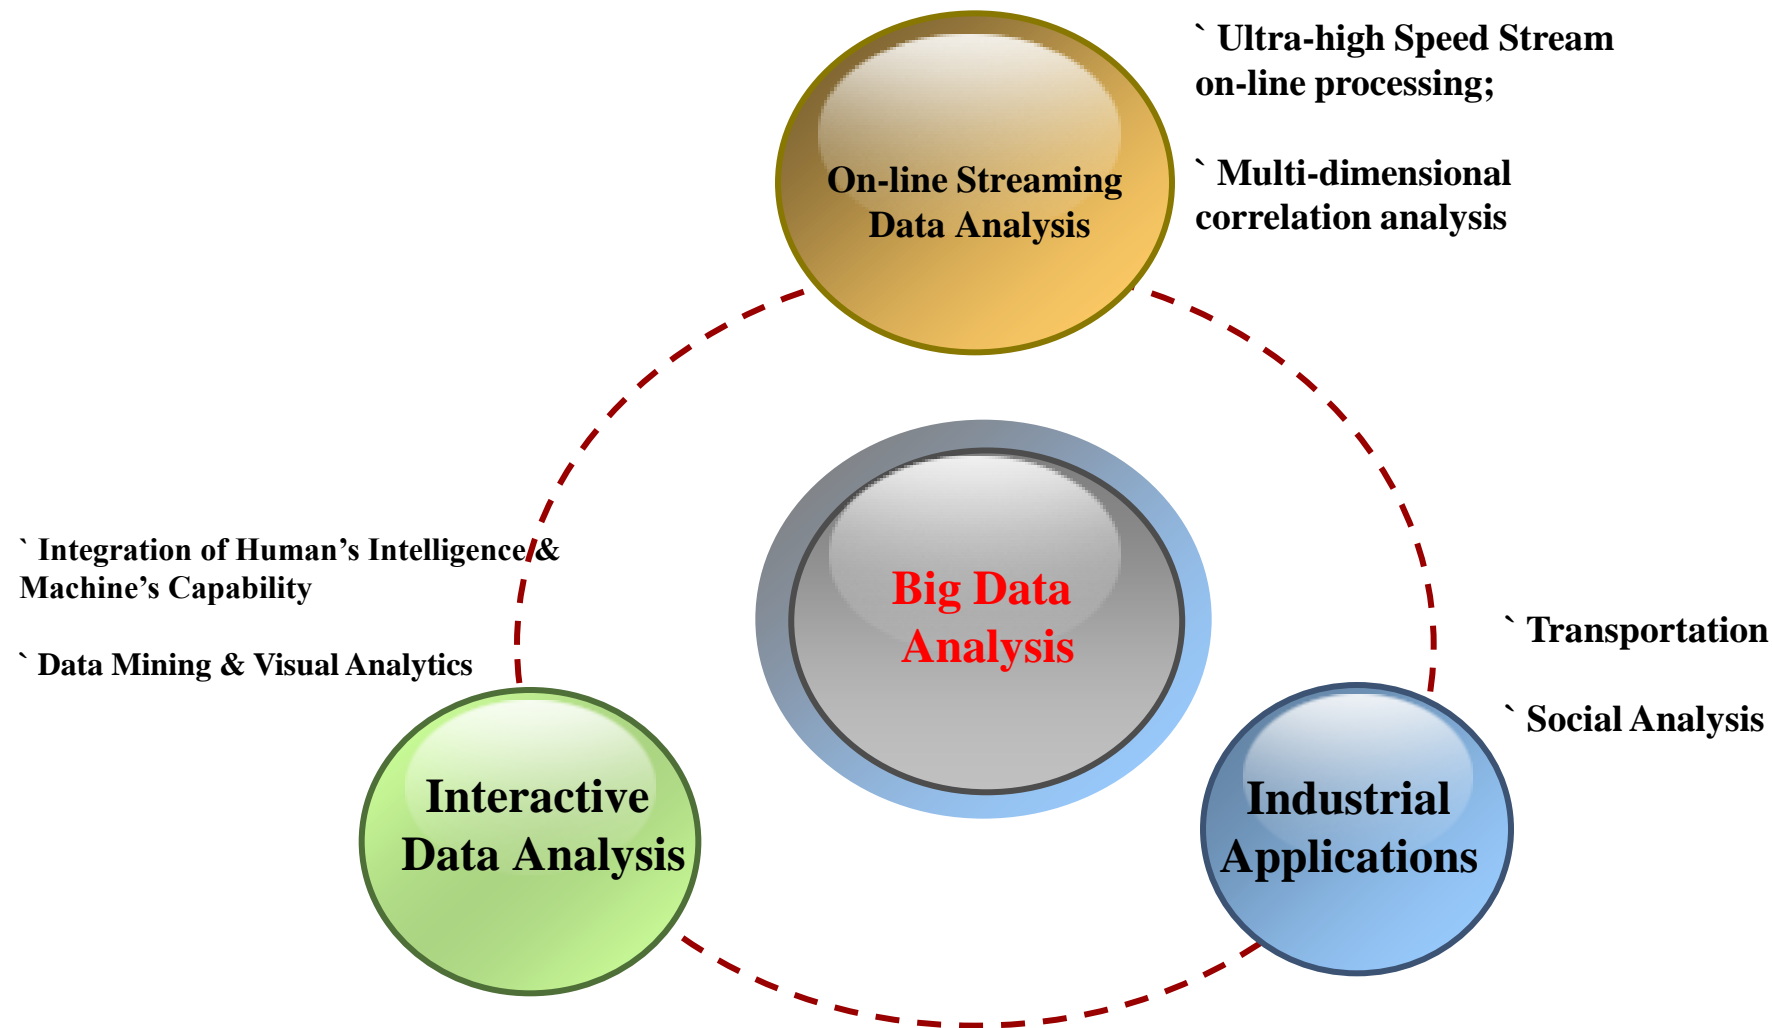 ` Ultra-high Speed Stream
on-line processing;
` Multi-dimensional
correlation analysis
On-line Streaming
Data Analysis
` Integration of Human’s Intelligence &
Machine’s Capability
` Data Mining & Visual Analytics
Big Data
Analysis
` Transportation
` Social Analysis
Interactive
Data Analysis
Industrial
Applications